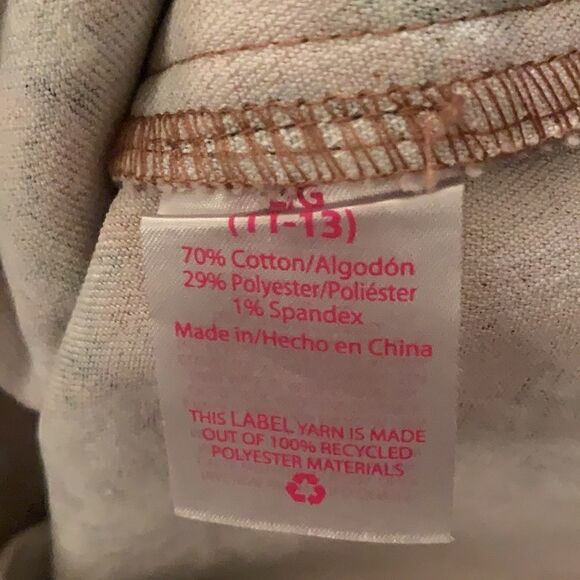 L/G
(11-13)
70% Cotton/Algodón
29% Polyester/Poliéster
1% Spandex
Made in/Hecho en China
THIS LABEL YARN IS MADE
OUT OF 100% RECYCLED
POLYESTER MATERIALS